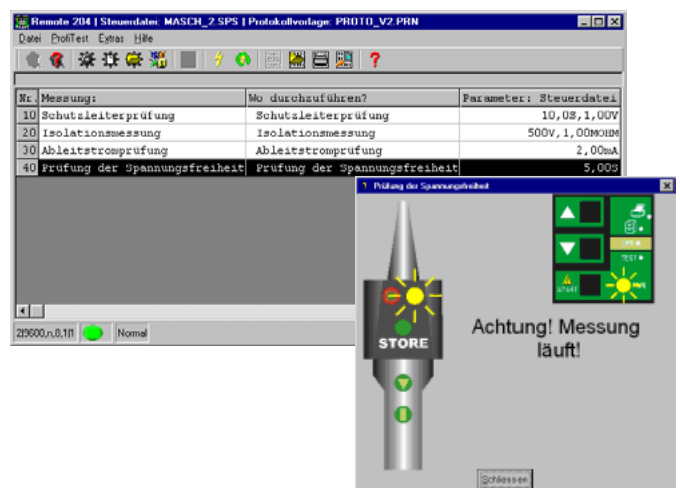 Remote 204 | Steuerdatei: MASCH_2.SPS | Protokollvorlage: PROTO_V2.PRN
Datei ProfiTest Extras Hilfe
Nr. Messung: Wo durchzuführen? Parameter: Steuerdatei
10 Schutzleiterprüfung Schutzleiterprüfung 10,0S,1,00V
20 Isolationsmessung Isolationsmessung 500V,1,00MOHM
30 Ableitstromprüfung Ableitstromprüfung 2,00mA
40 Prüfung der Spannungsfreiheit Prüfung der Spannungsfreiheit 5,00S
Prüfung der Spannungsfreiheit
TEST
START
STORE
Achtung! Messung
läuft!
Normal
Schliessen